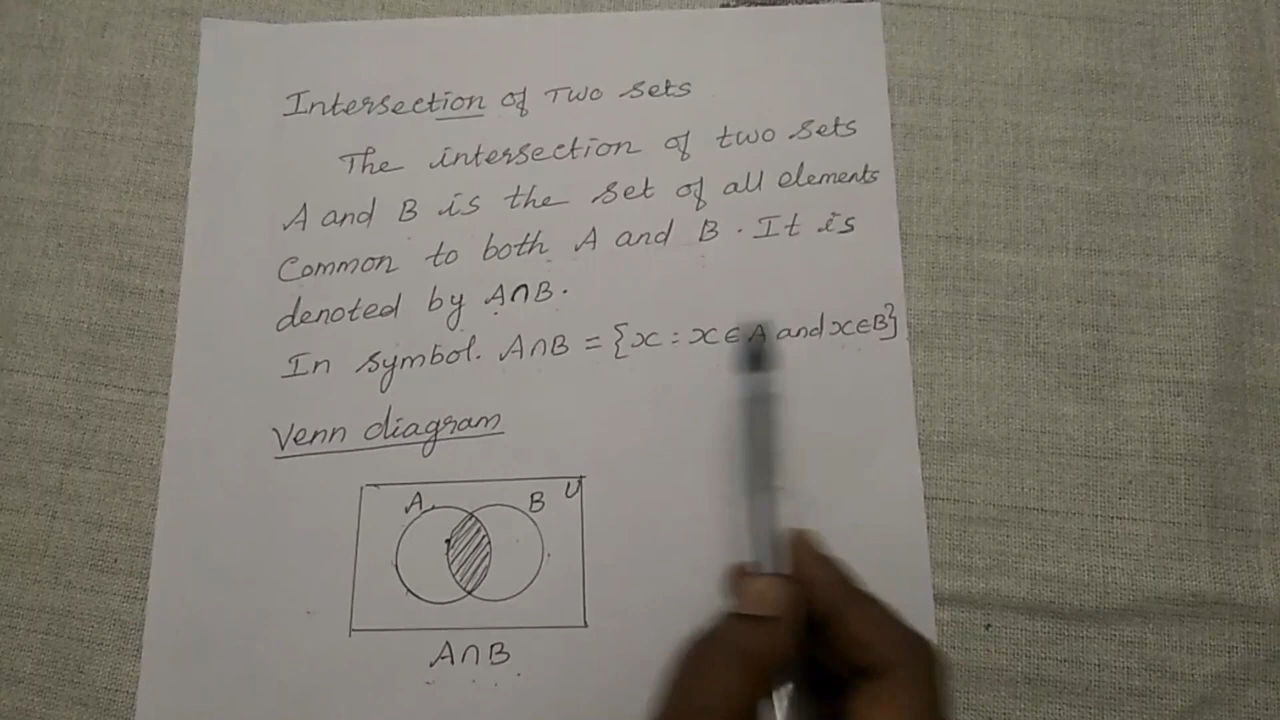 Intersection of Two sets
The intersection of two sets
A and B is the set of all elements
Common to both A and B. It is
denoted by A∩B.
In symbol. A∩B = {x : x∈A and x∈B}
Venn diagram
A B U
A∩B